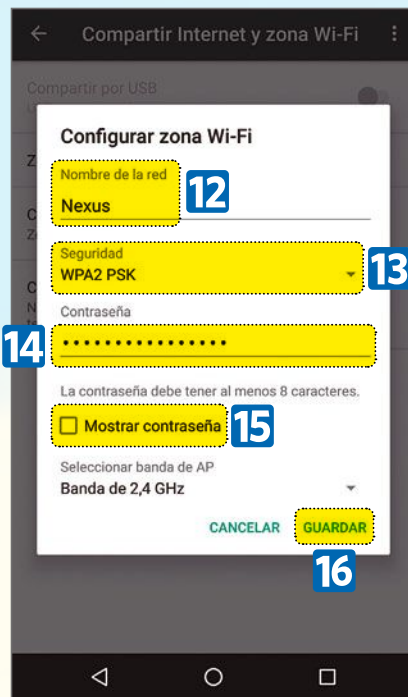 Compartir Internet y zona Wi-Fi
Compartir por USB
Configurar zona Wi-Fi
Nombre de la red
Nexus
12
Seguridad
WPA2 PSK
13
Contraseña
14
••••••••••••••••
La contraseña debe tener al menos 8 caracteres.
Mostrar contraseña
15
Seleccionar banda de AP
Banda de 2,4 GHz
CANCELAR GUARDAR
16